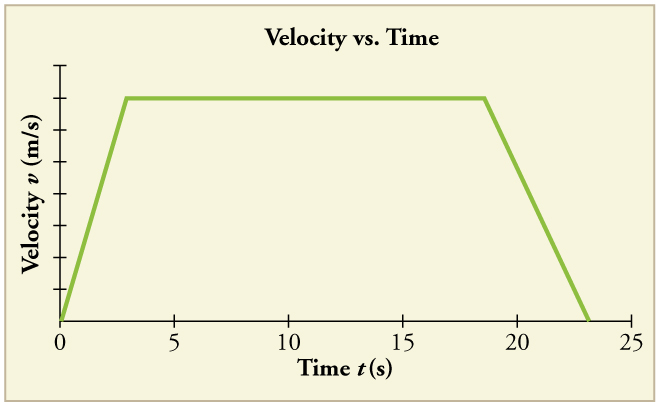 Velocity vs. Time
Velocity v (m/s)
0 5 10 15 20 25
Time t (s)